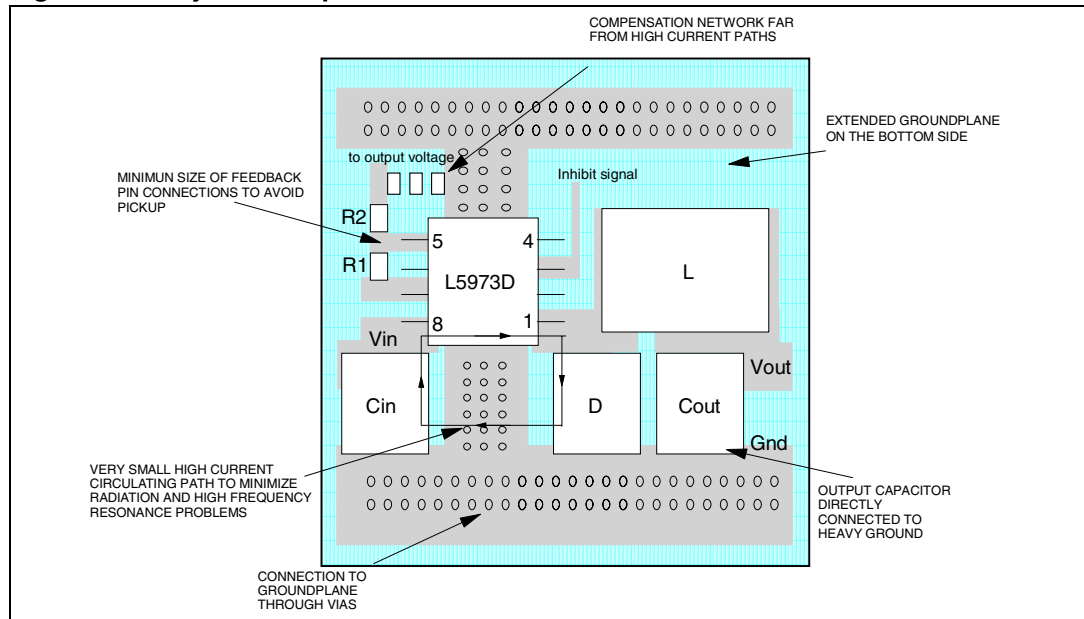 COMPENSATION NETWORK FAR
FROM HIGH CURRENT PATHS
EXTENDED GROUNDPLANE
ON THE BOTTOM SIDE
to output voltage
Inhibit signal
MINIMUN SIZE OF FEEDBACK
PIN CONNECTIONS TO AVOID
PICKUP
R2
5
4
R1
L5973D
L
8
1
Vin
Vout
Cin
D
Cout
Gnd
VERY SMALL HIGH CURRENT
CIRCULATING PATH TO MINIMIZE
RADIATION AND HIGH FREQUENCY
RESONANCE PROBLEMS
OUTPUT CAPACITOR
DIRECTLY
CONNECTED TO
HEAVY GROUND
CONNECTION TO
GROUNDPLANE
THROUGH VIAS